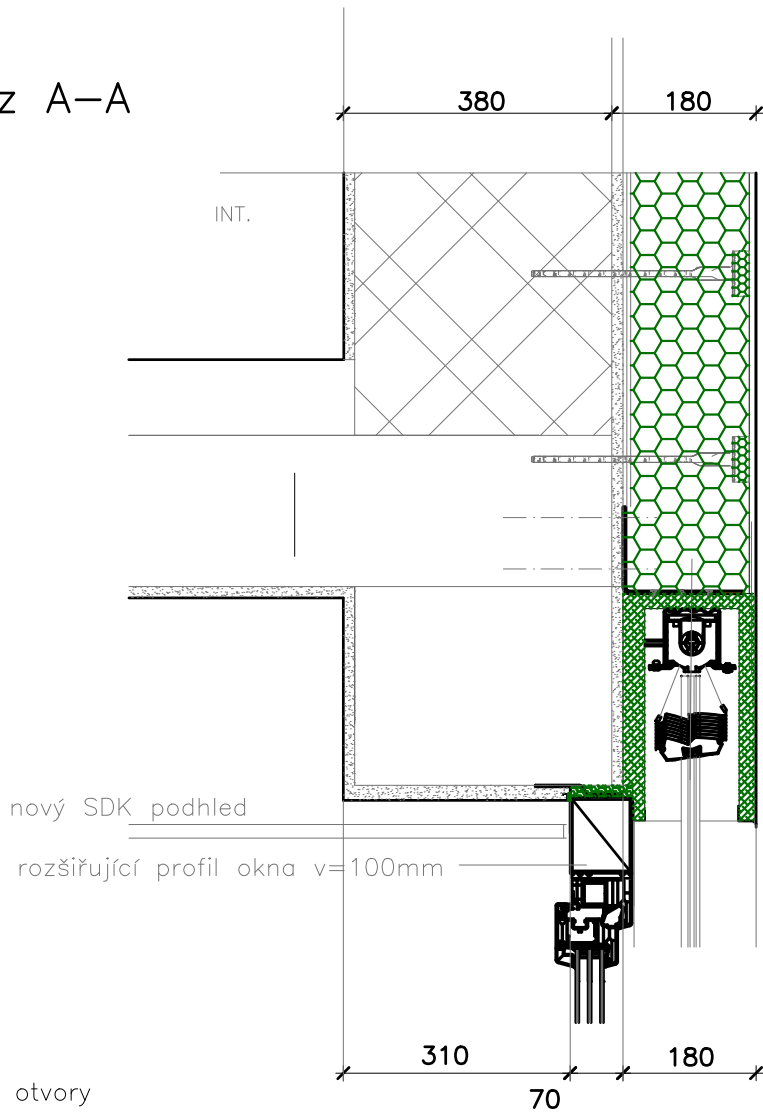 z A-A
380
180
INT.
nový SDK podhled
rozšiřující profil okna v=100mm
310
180
70
otvory